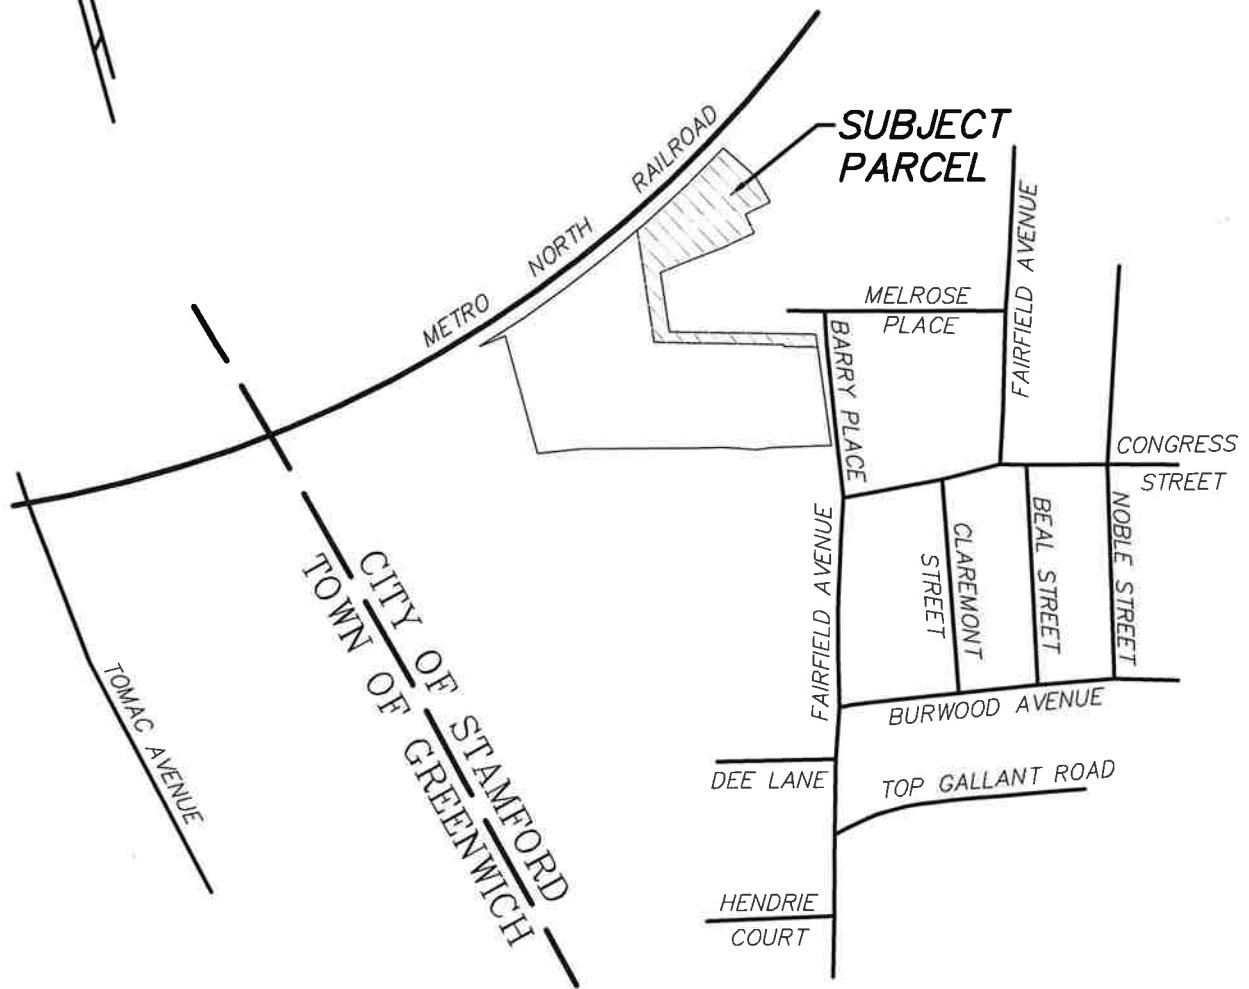 SUBJECT
PARCEL
METRO NORTH RAILROAD
FAIRFIELD AVENUE
MELROSE
PLACE
BARRY PLACE
CONGRESS
STREET
FAIRFIELD AVENUE
CLAREMONT
STREET
BEAL STREET
NOBLE STREET
CITY OF STAMFORD
TOWN OF GREENWICH
TOMAC AVENUE
BURWOOD AVENUE
DEE LANE
TOP GALLANT ROAD
HENDRIE
COURT